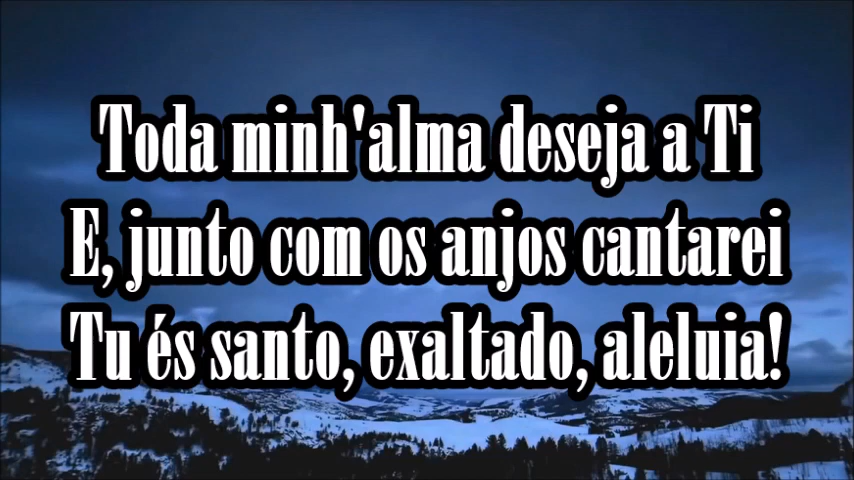 Toda minh'alma deseja a Ti
E, junto com os anjos cantarei
Tu és santo, exaltado, aleluia!